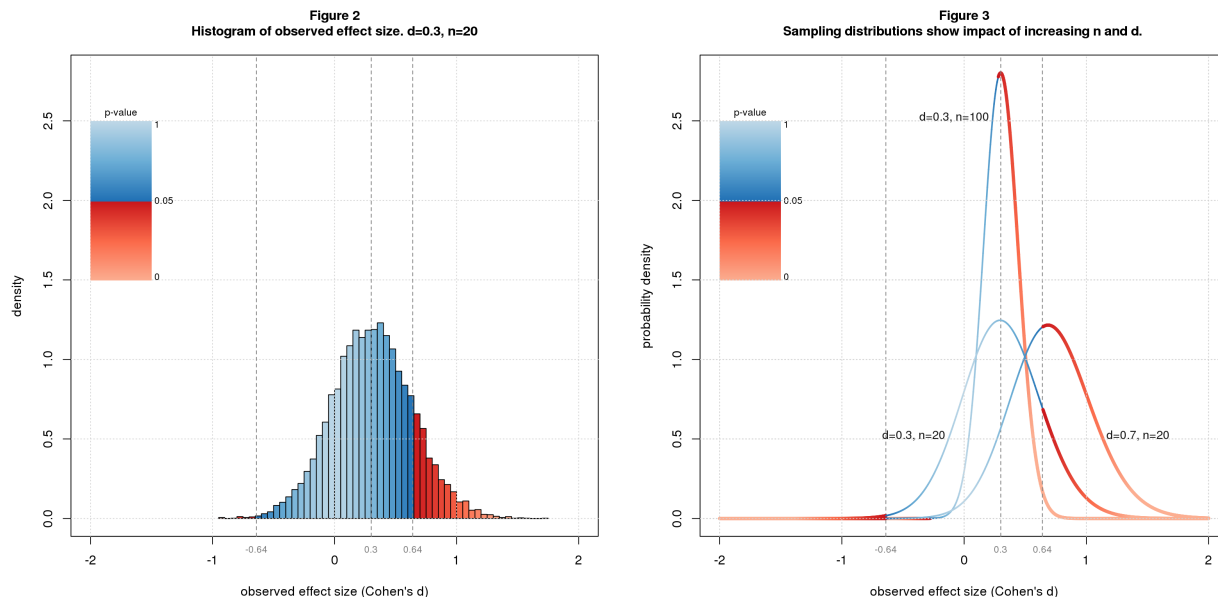 Figure 2
Histogram of observed effect size. d=0.3, n=20
density
0.0
0.5
1.0
1.5
2.0
2.5
p-value
1
0.05
0
-0.64
0.3
0.64
-2
-1
0
1
2
observed effect size (Cohen's d)
Figure 3
Sampling distributions show impact of increasing n and d.
probability density
0.0
0.5
1.0
1.5
2.0
2.5
p-value
1
0.05
0
d=0.3, n=100
d=0.3, n=20
d=0.7, n=20
-0.64
0.3
0.64
-2
-1
0
1
2
observed effect size (Cohen's d)